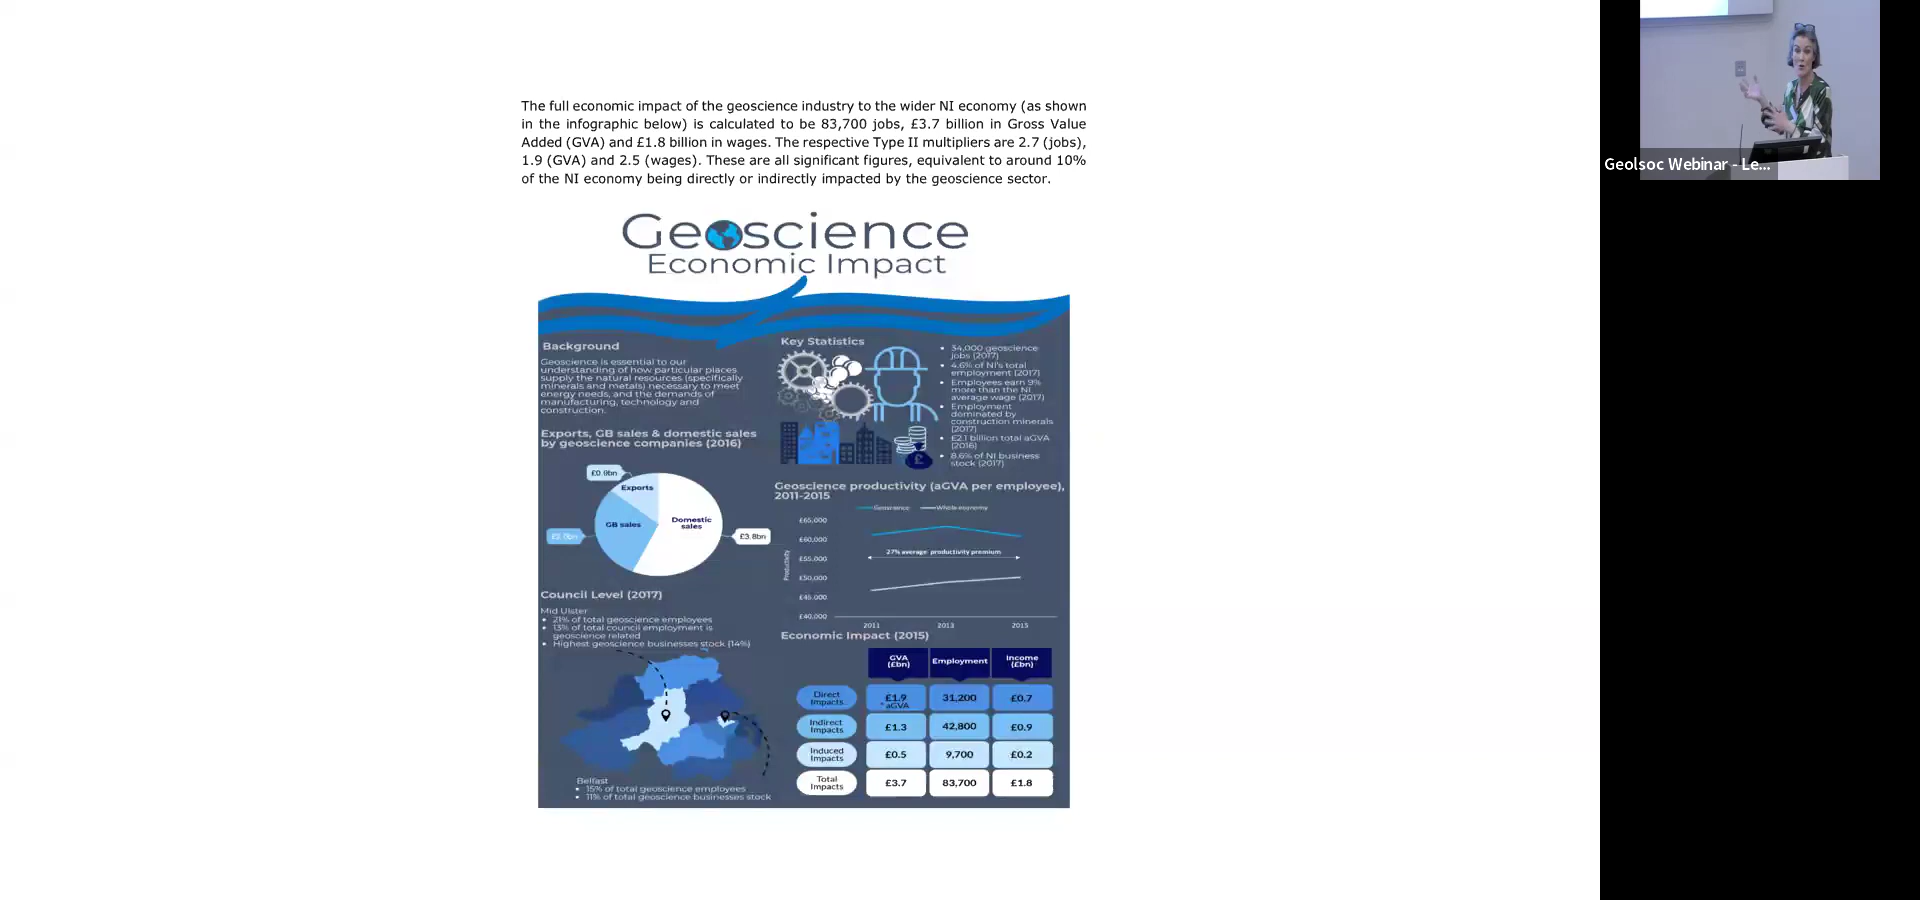 The full economic impact of the geoscience industry to the wider NI economy (as shown
in the infographic below) is calculated to be 83,700 jobs, £3.7 billion in Gross Value
Added (GVA) and £1.8 billion in wages. The respective Type II multipliers are 2.7 (jobs),
1.9 (GVA) and 2.5 (wages). These are all significant figures, equivalent to around 10%
of the NI economy being directly or indirectly impacted by the geoscience sector.
Geoscience
Economic Impact
Background
Geoscience is essential to our
understanding of how particular places
supply the natural resources (specifically
minerals and metals) necessary to meet
energy needs, and the demands of
manufacturing, technology and
construction.
Exports, GB sales & domestic sales
by geoscience companies (2016)
£0.9bn
Exports
GB sales
Domestic
sales
£2.0bn
£3.8bn
Council Level (2017)
Mid Ulster
• 21% of total geoscience employees
• 13% of total council employment is
geoscience related
• Highest geoscience businesses stock (14%)
Belfast
• 15% of total geoscience employees
• 11% of total geoscience businesses stock
Key Statistics
• 34,000 geoscience
jobs (2017)
• 4.6% of NI's total
employment (2017)
• Employees earn 9%
more than the NI
average wage (2017)
• Employment
dominated by
construction minerals
(2017)
• £2.1 billion total aGVA
(2016)
• 8.6% of NI business
stock (2017)
£
Geoscience productivity (aGVA per employee),
2011-2015
Geoscience
Whole economy
£65,000
£60,000
£55,000
£50,000
£45,000
£40,000
Productivity
27% average productivity premium
2011
2013
2015
Economic Impact (2015)
GVA
(£bn)
Employment
Income
(£bn)
Direct
Impacts
£1.9
* aGVA
31,200
£0.7
Indirect
Impacts
£1.3
42,800
£0.9
Induced
Impacts
£0.5
9,700
£0.2
Total
Impacts
£3.7
83,700
£1.8
Geolsoc Webinar - Le...